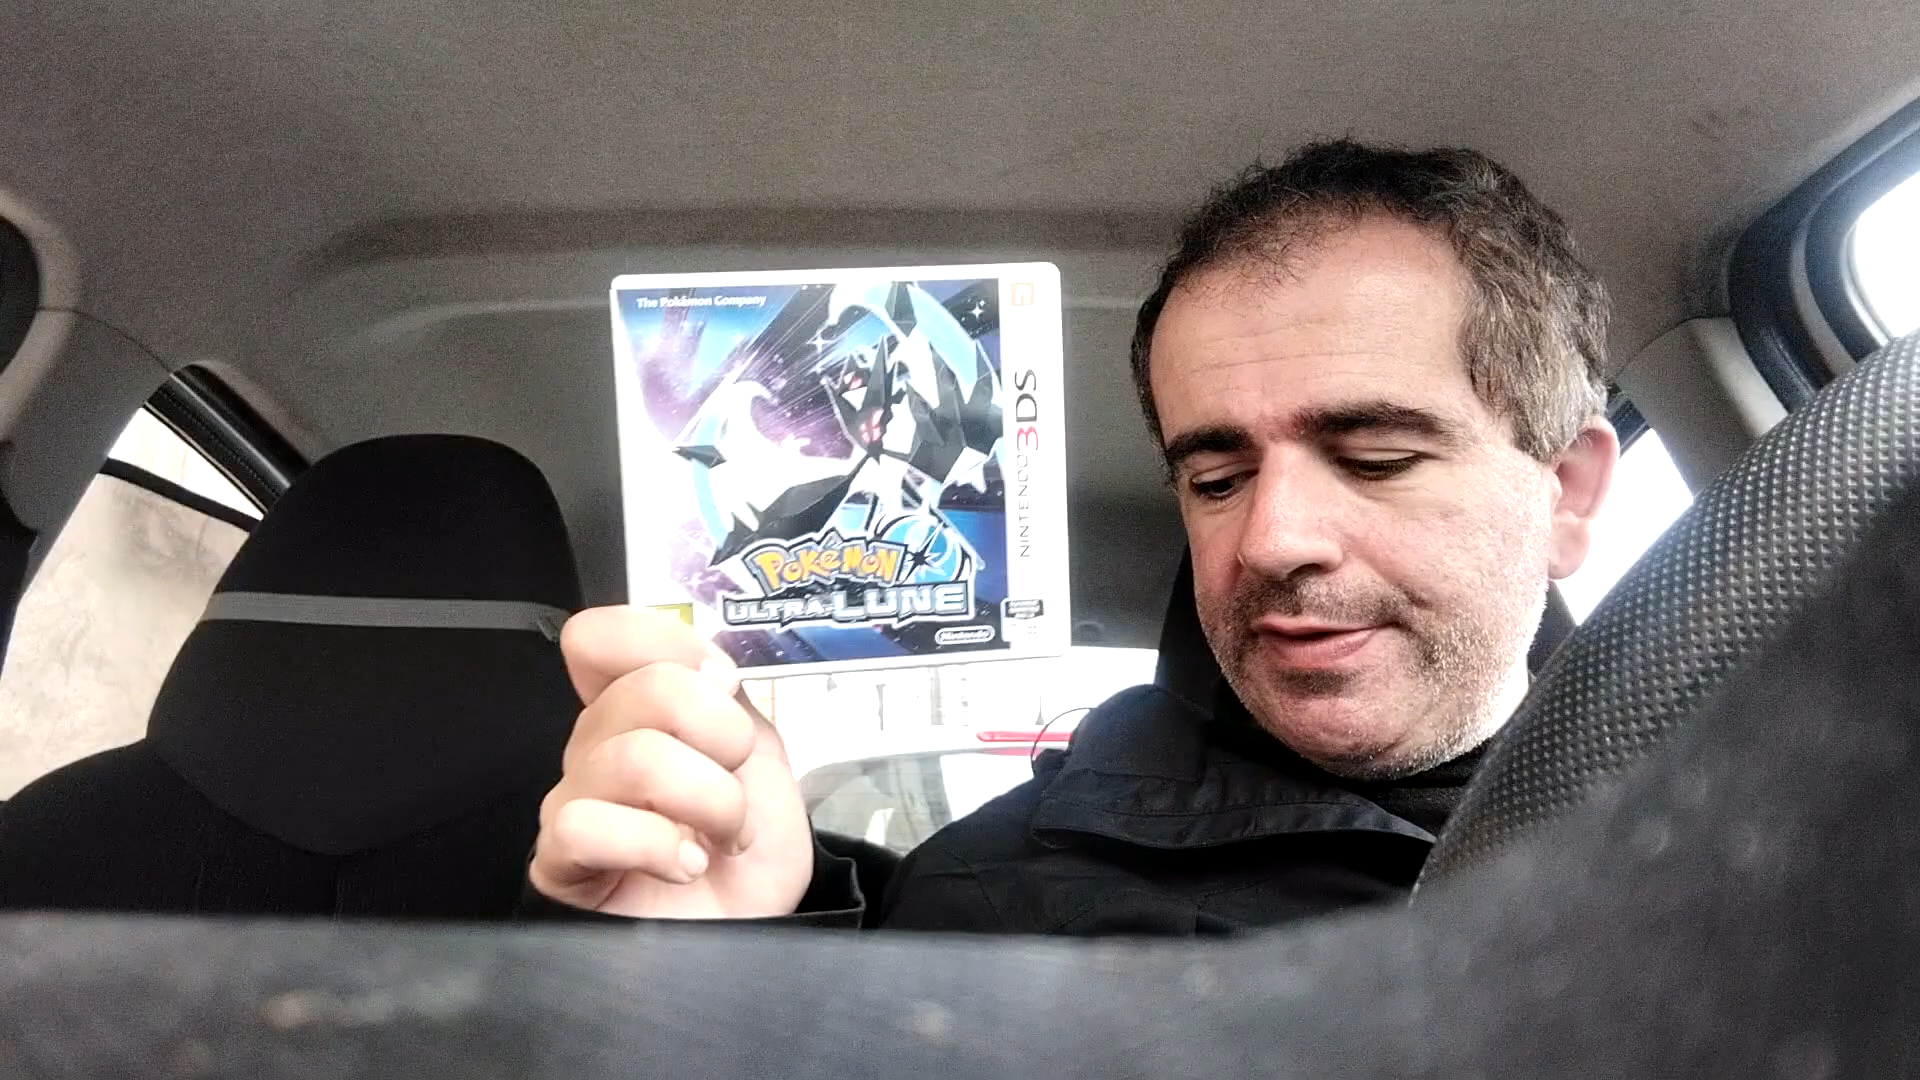 The Pokémon Company
NINTENDO 3DS
POKéMON
ULTRA-LUNE
Nintendo